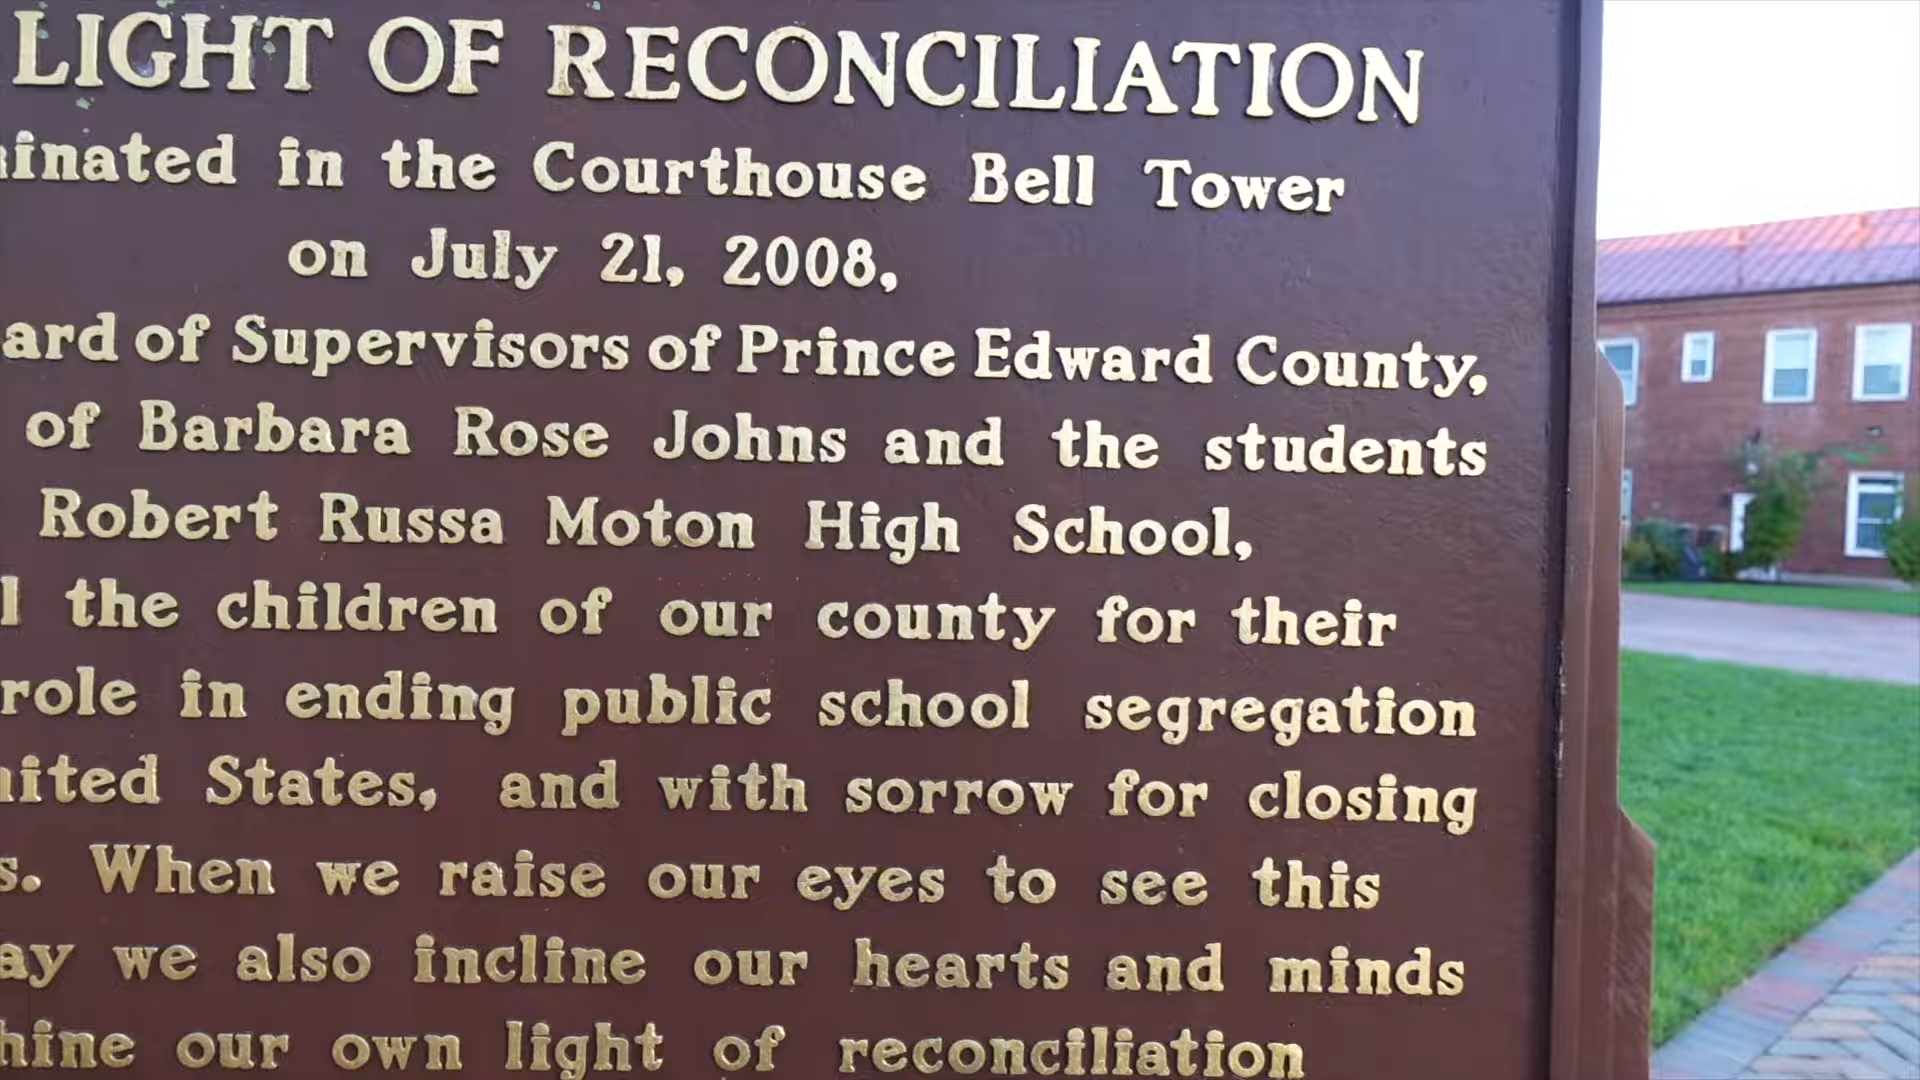 LIGHT OF RECONCILIATION
inated in the Courthouse Bell Tower
on July 21, 2008,
ard of Supervisors of Prince Edward County,
of Barbara Rose Johns and the students
Robert Russa Moton High School,
l the children of our county for their
role in ending public school segregation
nited States, and with sorrow for closing
s. When we raise our eyes to see this
ay we also incline our hearts and minds
hine our own light of reconciliation